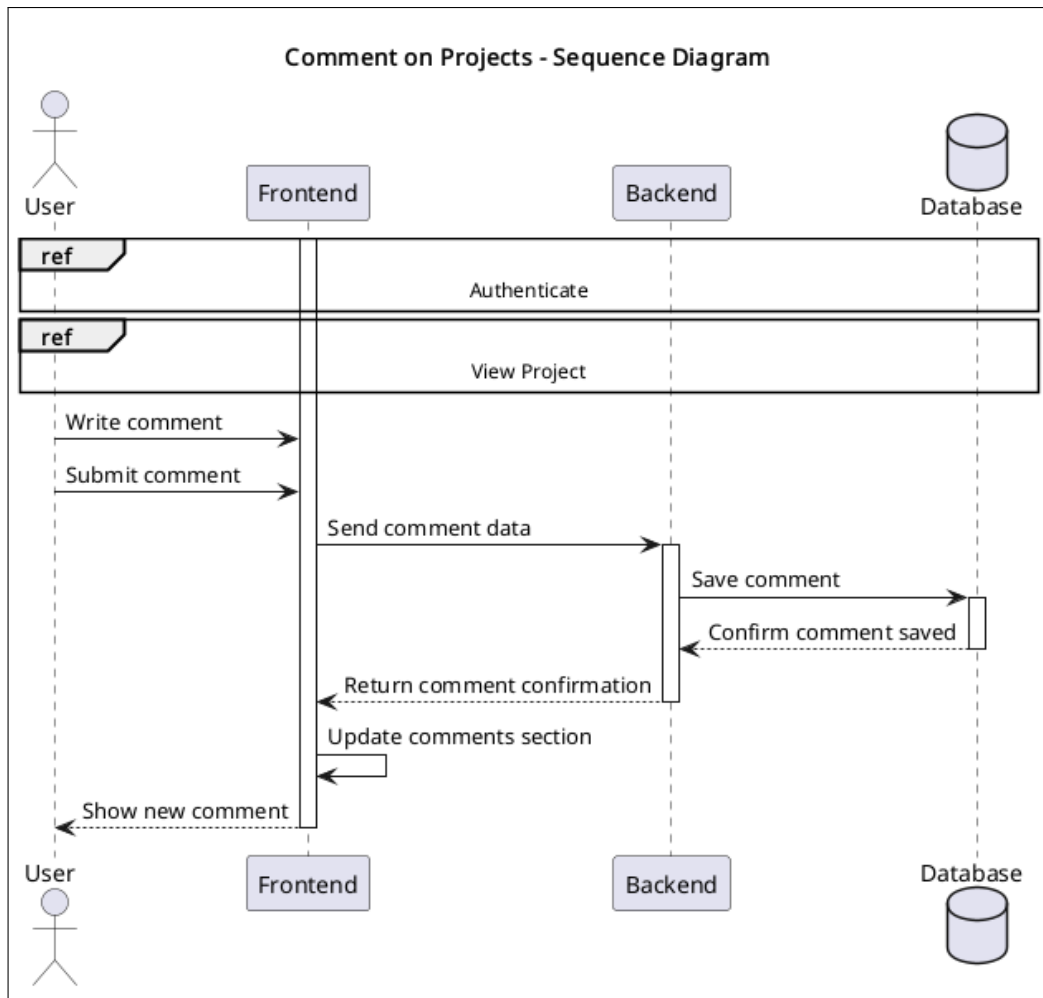 Comment on Projects - Sequence Diagram
User
Frontend
Backend
Database
ref
Authenticate
ref
View Project
Write comment
Submit comment
Send comment data
Save comment
Confirm comment saved
Return comment confirmation
Update comments section
Show new comment
User
Frontend
Backend
Database